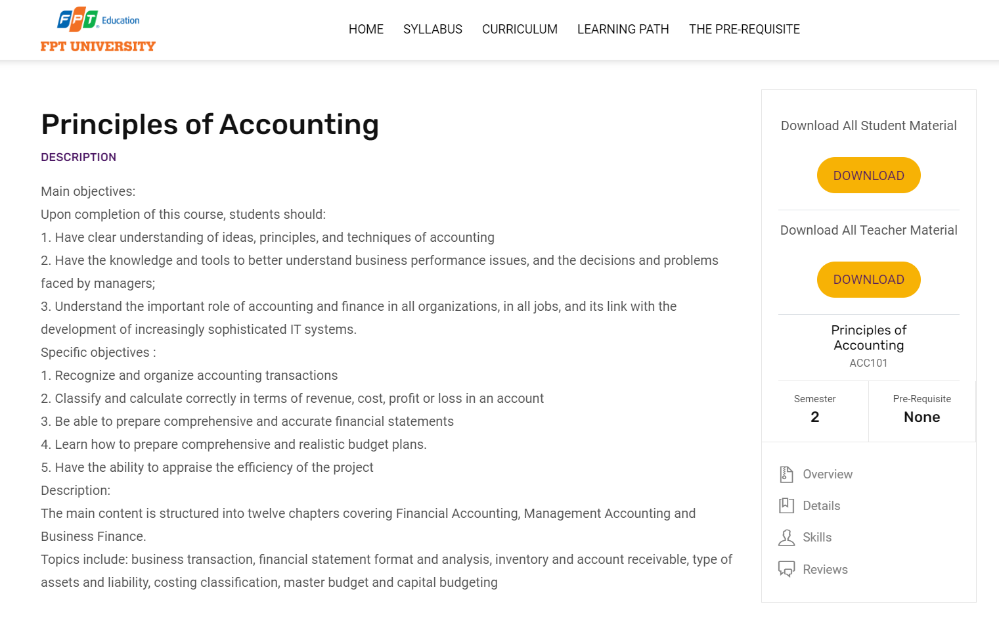 FPT Education
FPT UNIVERSITY
HOME SYLLABUS CURRICULUM LEARNING PATH THE PRE-REQUISITE
Principles of Accounting
DESCRIPTION
Main objectives:
Upon completion of this course, students should:
1. Have clear understanding of ideas, principles, and techniques of accounting
2. Have the knowledge and tools to better understand business performance issues, and the decisions and problems
faced by managers;
3. Understand the important role of accounting and finance in all organizations, in all jobs, and its link with the
development of increasingly sophisticated IT systems.
Specific objectives :
1. Recognize and organize accounting transactions
2. Classify and calculate correctly in terms of revenue, cost, profit or loss in an account
3. Be able to prepare comprehensive and accurate financial statements
4. Learn how to prepare comprehensive and realistic budget plans.
5. Have the ability to appraise the efficiency of the project
Description:
The main content is structured into twelve chapters covering Financial Accounting, Management Accounting and
Business Finance.
Topics include: business transaction, financial statement format and analysis, inventory and account receivable, type of
assets and liability, costing classification, master budget and capital budgeting
Download All Student Material
DOWNLOAD
Download All Teacher Material
DOWNLOAD
Principles of
Accounting
ACC101
Semester
2
Pre-Requisite
None
Overview
Details
Skills
Reviews